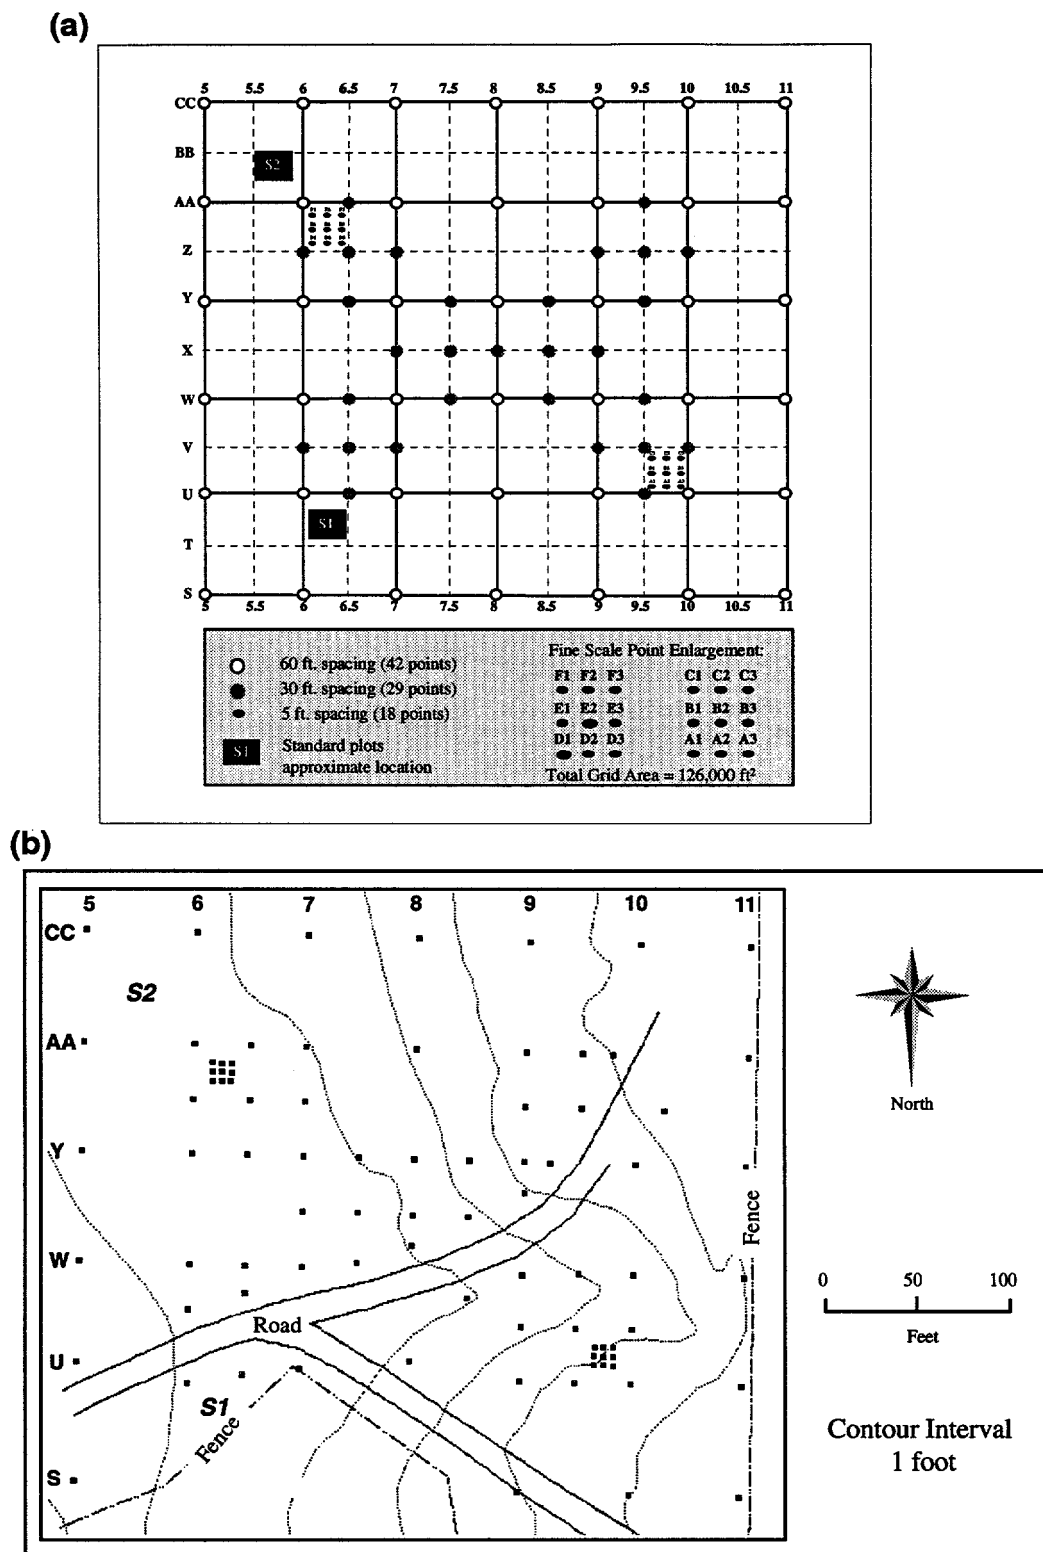 (a)
5 5.5 6 6.5 7 7.5 8 8.5 9 9.5 10 10.5 11
CC
BB
S2
AA
Z
Y
X
W
V
U
S1
T
S
5 5.5 6 6.5 7 7.5 8 8.5 9 9.5 10 10.5 11
60 ft. spacing (42 points)
30 ft. spacing (29 points)
5 ft. spacing (18 points)
S1 Standard plots
approximate location
Fine Scale Point Enlargement:
F1 F2 F3 C1 C2 C3
E1 E2 E3 B1 B2 B3
D1 D2 D3 A1 A2 A3
Total Grid Area = 126,000 ft²
(b)
5 6 7 8 9 10 11
CC
S2
AA
Y
W
Road
U
S1
Fence
S
Fence
North
0 50 100
Feet
Contour Interval
1 foot